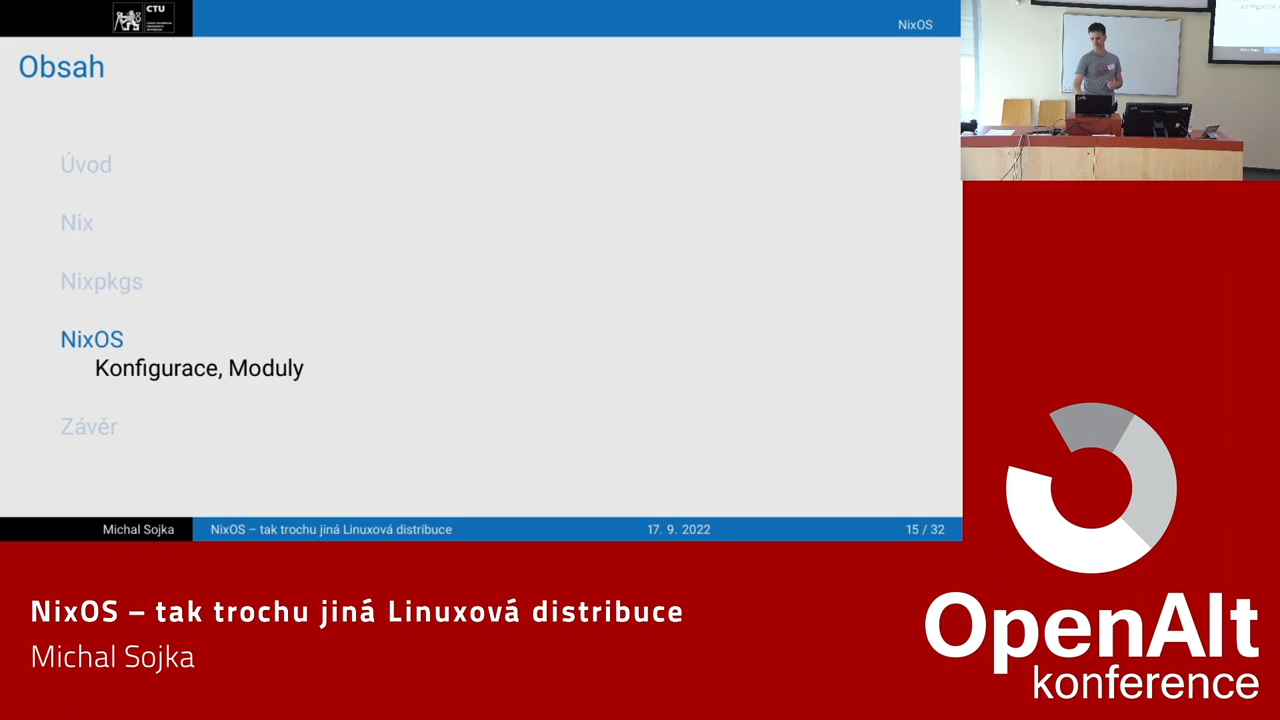 CTU
NixOS
Obsah
Úvod
Nix
Nixpkgs
NixOS
Konfigurace, Moduly
Závěr
Michal Sojka
NixOS – tak trochu jiná Linuxová distribuce
17. 9. 2022
15 / 32
NixOS – tak trochu jiná Linuxová distribuce
Michal Sojka
OpenAlt
konference